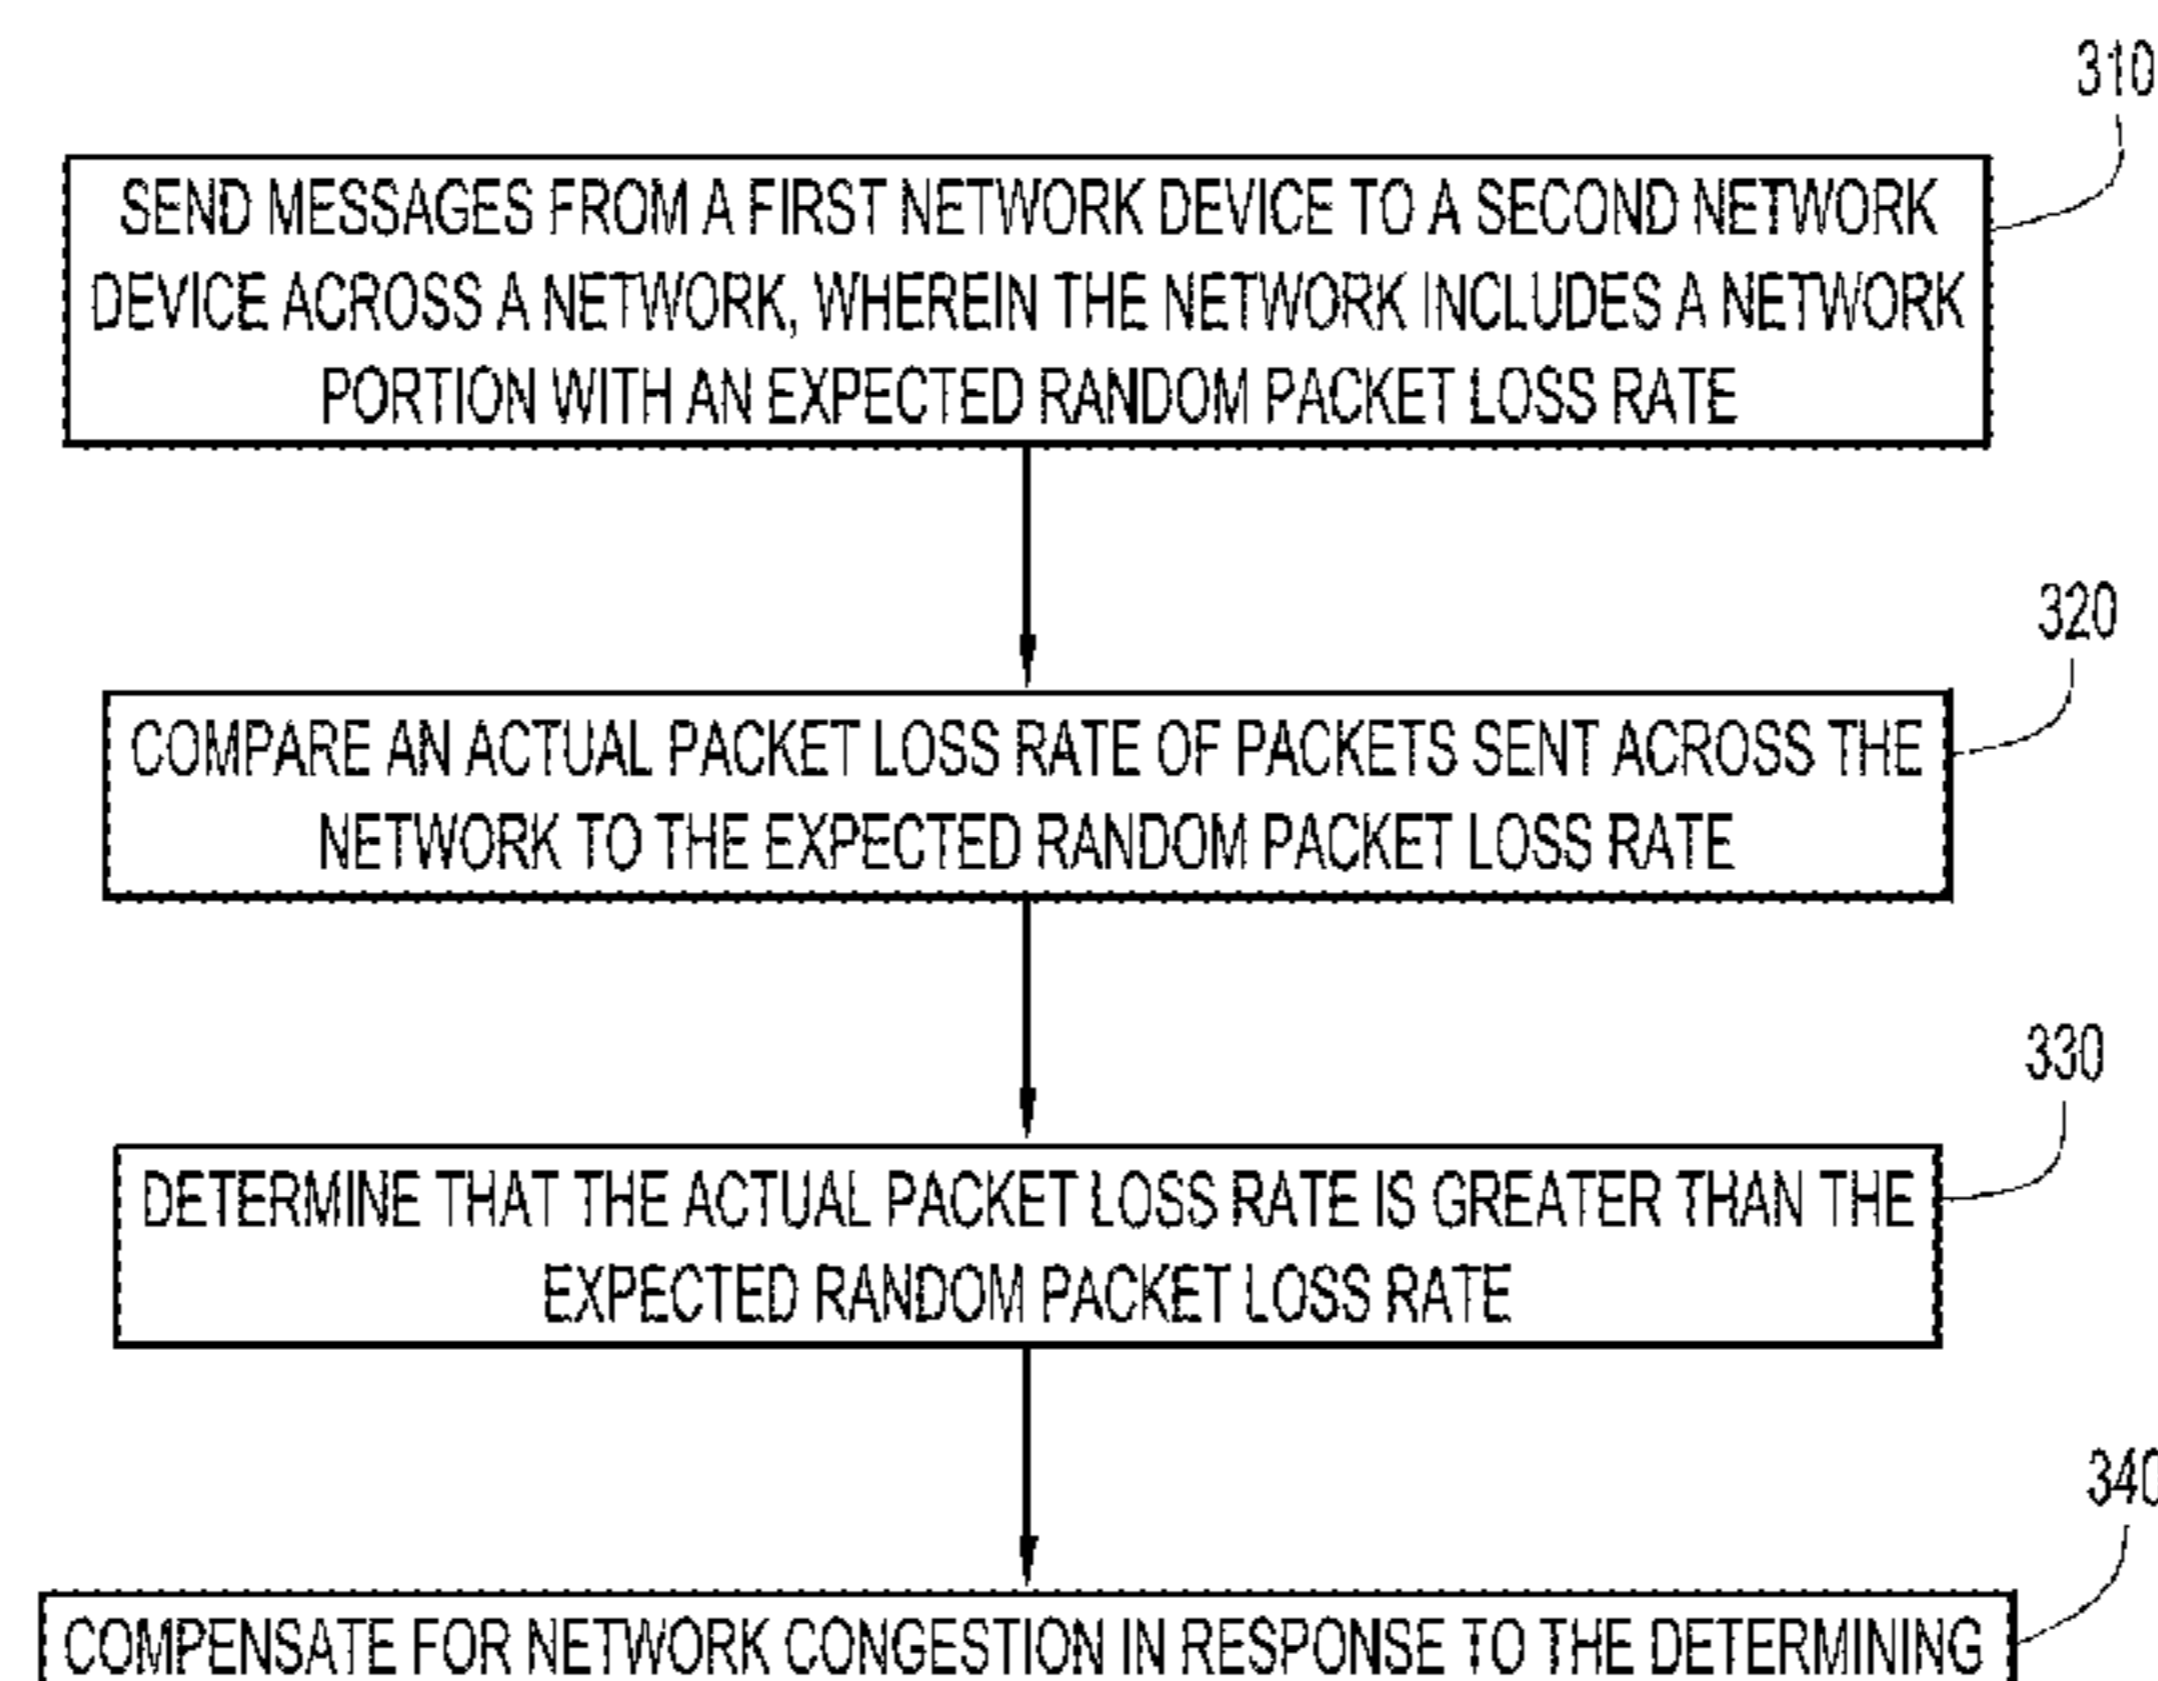 310
SEND MESSAGES FROM A FIRST NETWORK DEVICE TO A SECOND NETWORK
DEVICE ACROSS A NETWORK, WHEREIN THE NETWORK INCLUDES A NETWORK
PORTION WITH AN EXPECTED RANDOM PACKET LOSS RATE
320
COMPARE AN ACTUAL PACKET LOSS RATE OF PACKETS SENT ACROSS THE
NETWORK TO THE EXPECTED RANDOM PACKET LOSS RATE
330
DETERMINE THAT THE ACTUAL PACKET LOSS RATE IS GREATER THAN THE
EXPECTED RANDOM PACKET LOSS RATE
340
COMPENSATE FOR NETWORK CONGESTION IN RESPONSE TO THE DETERMINING